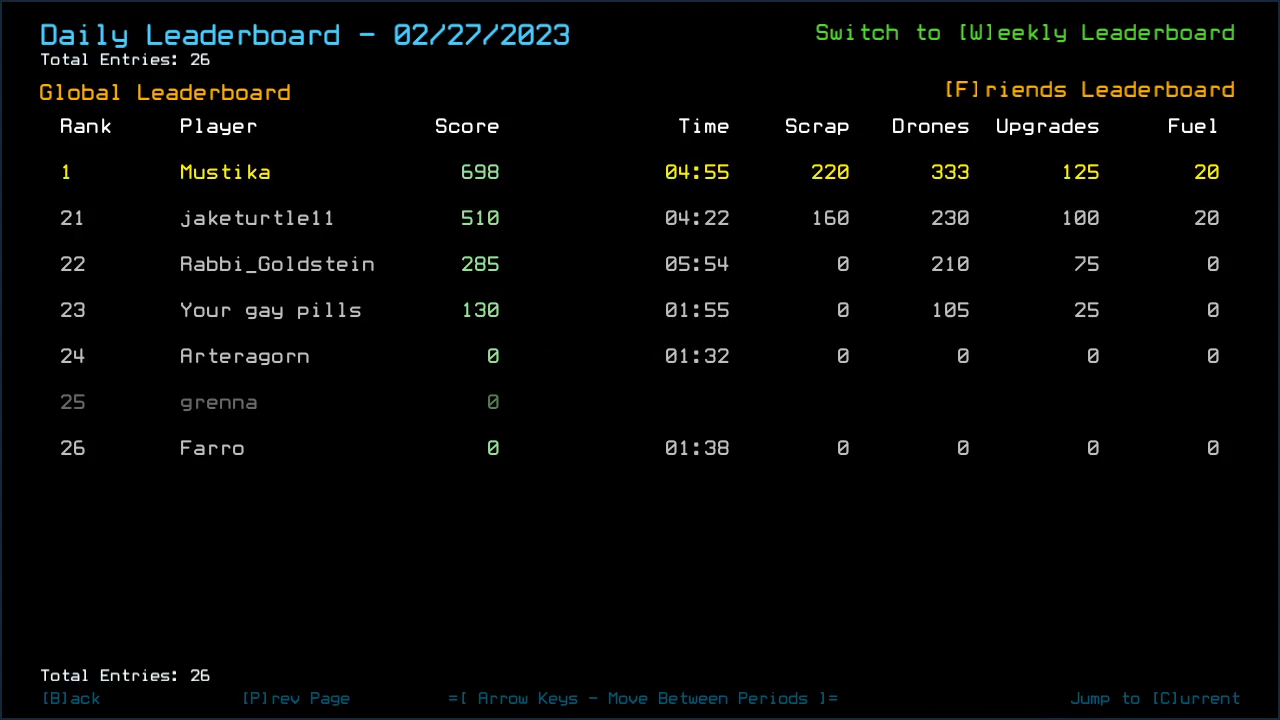 Daily Leaderboard - 02/27/2023 Switch to [W]eekly Leaderboard
Total Entries: 26
Global Leaderboard [F]riends Leaderboard
Rank Player Score Time Scrap Drones Upgrades Fuel
1 Mustika 698 04:55 220 333 125 20
21 jaketurtle11 510 04:22 160 230 100 20
22 Rabbi_Goldstein 285 05:54 0 210 75 0
23 Your gay pills 130 01:55 0 105 25 0
24 Arteragorn 0 01:32 0 0 0 0
25 grenna 0
26 Farro 0 01:38 0 0 0 0
Total Entries: 26
[B]ack [P]rev Page =[ Arrow Keys - Move Between Periods ]= Jump to [C]urrent